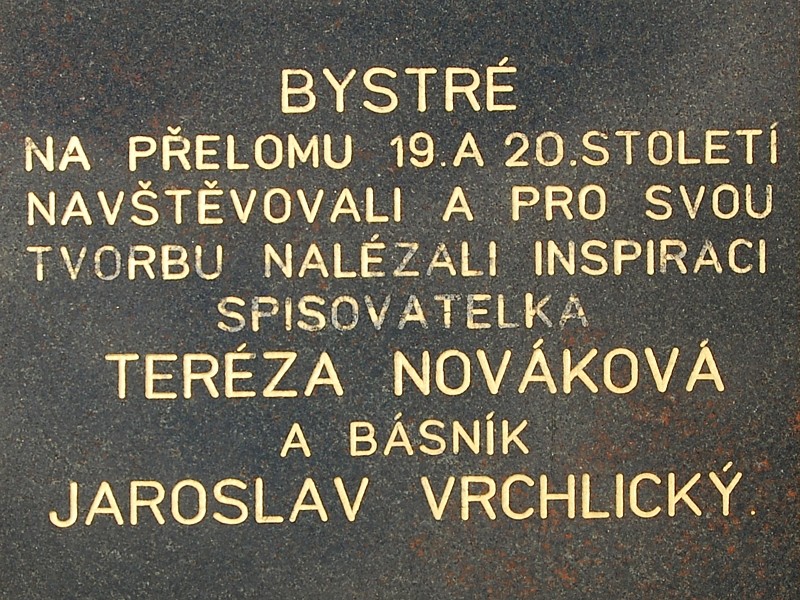 BYSTRÉ
NA PŘELOMU 19. A 20. STOLETÍ
NAVŠTĚVOVALI A PRO SVOU
TVORBU NALÉZALI INSPIRACI
SPISOVATELKA
TERÉZA NOVÁKOVÁ
A BÁSNÍK
JAROSLAV VRCHLICKÝ.